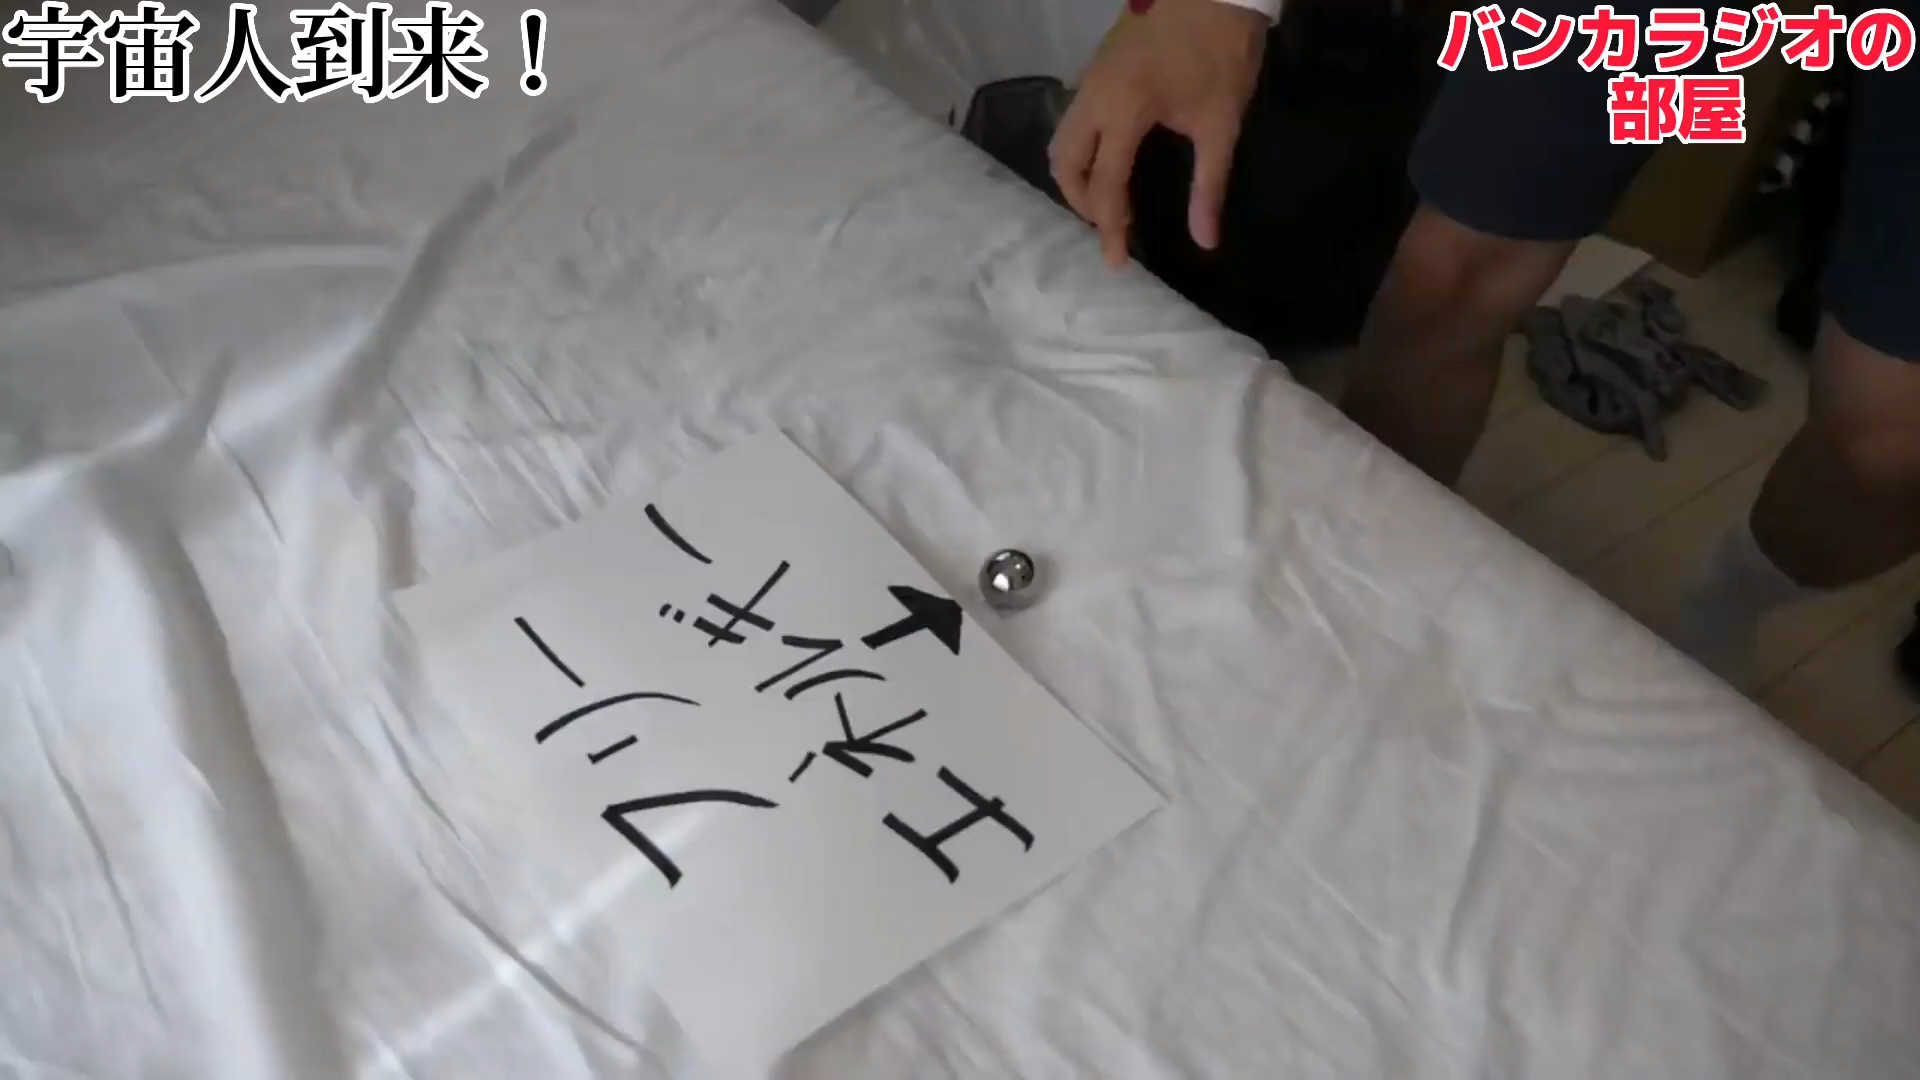 宇宙人到来！
バンカラジオの
部屋
フリー
エネルギー